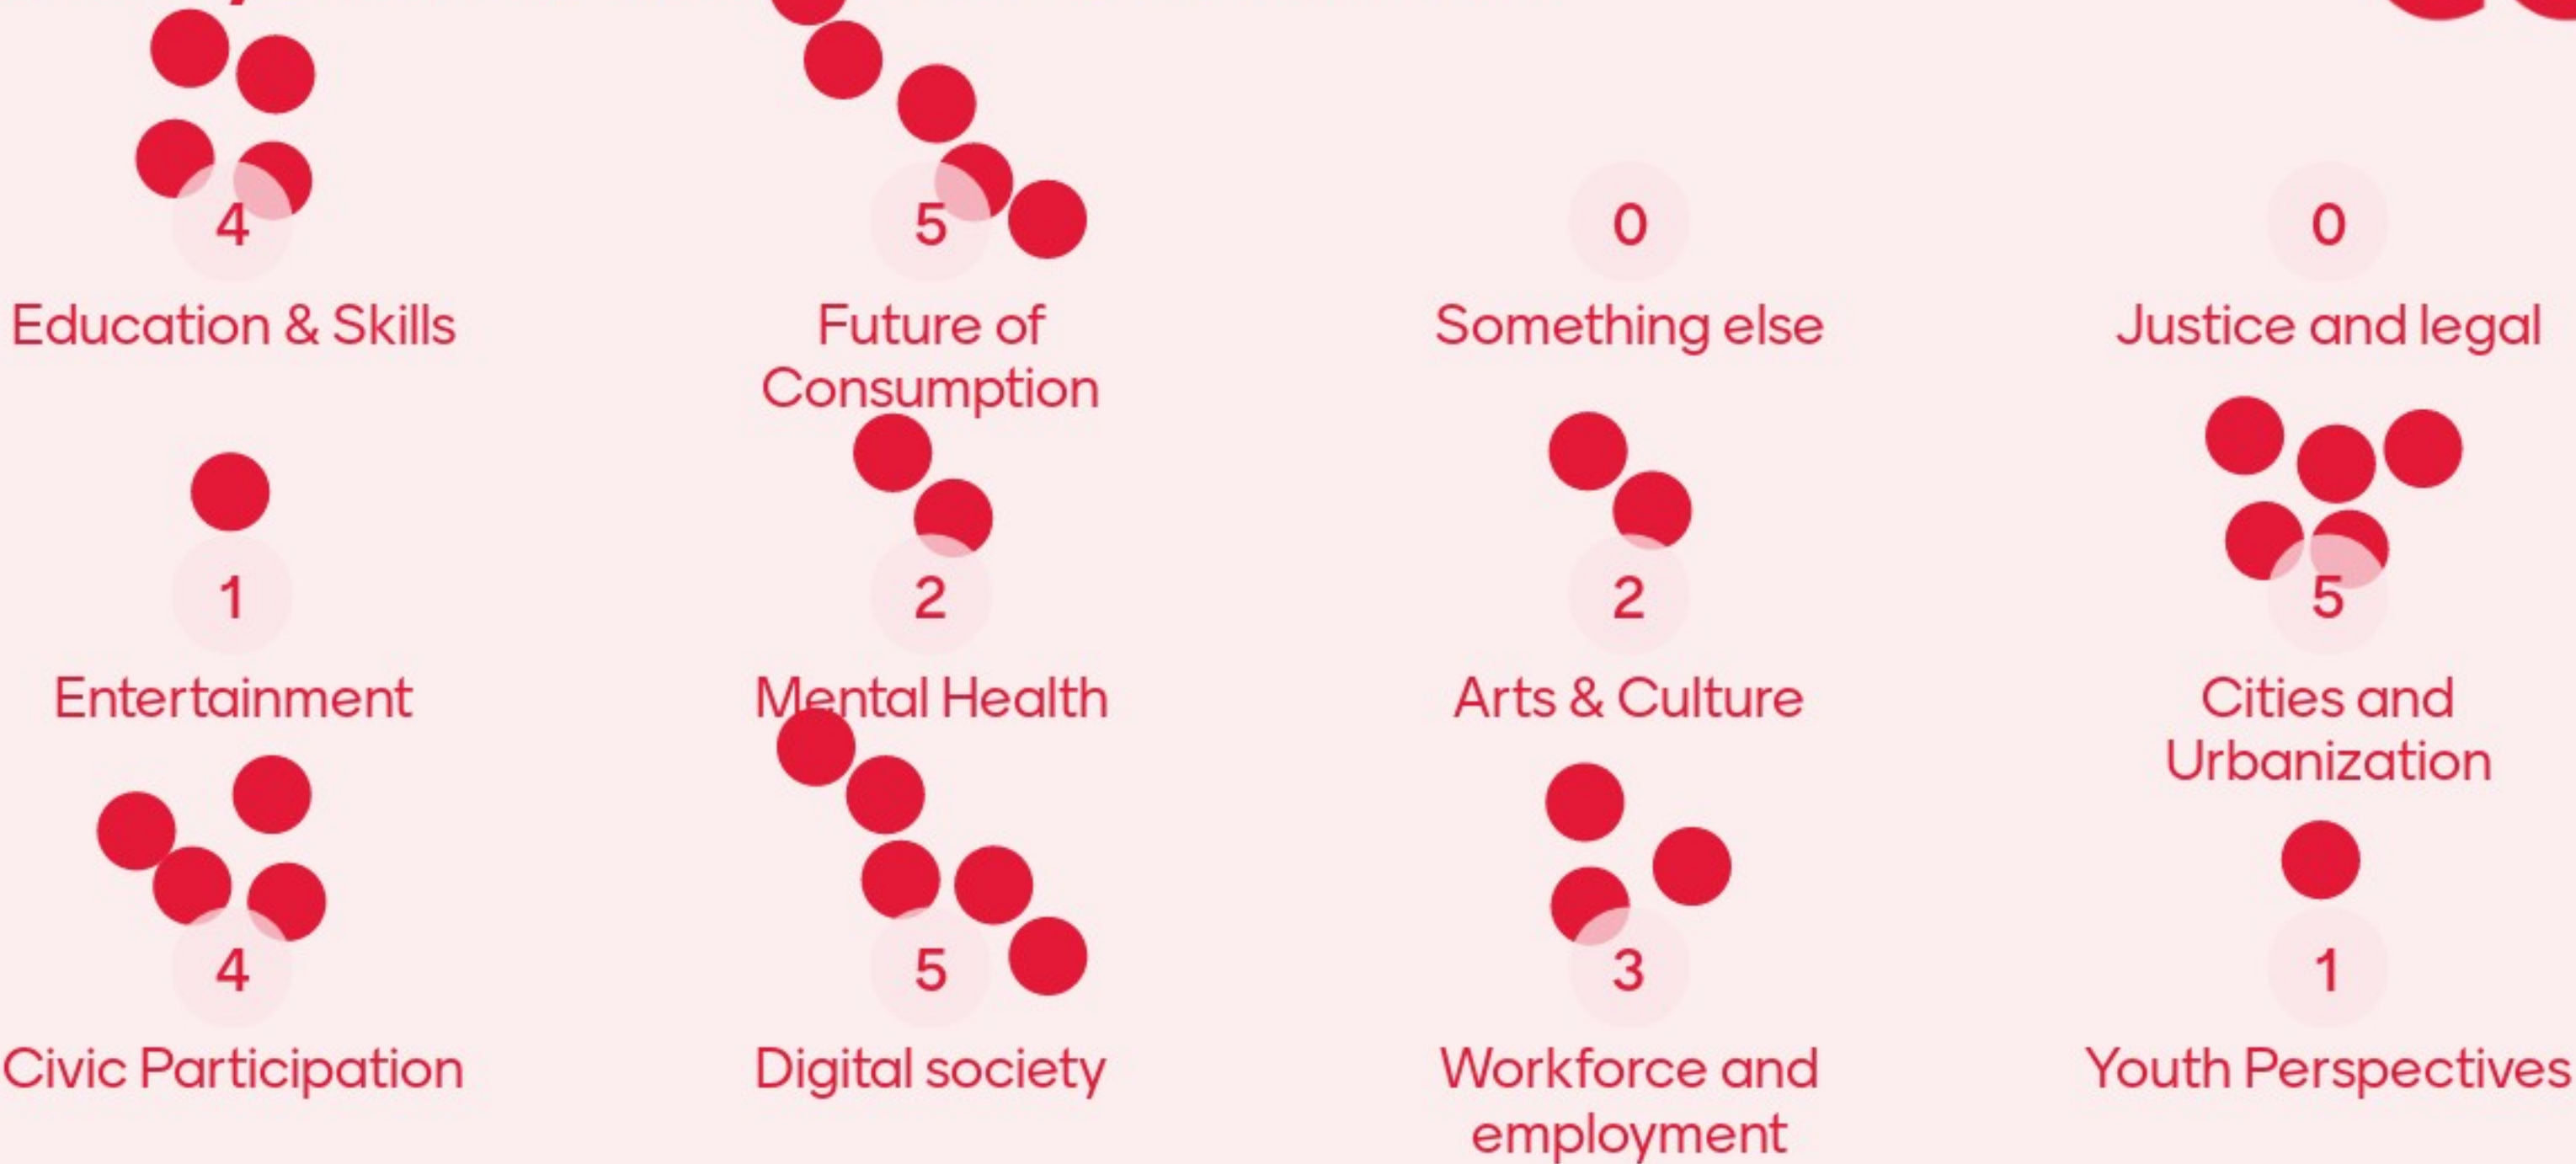 4
5
0
0
Education & Skills
Future of
Consumption
Something else
Justice and legal
1
2
2
5
Entertainment
Mental Health
Arts & Culture
Cities and
Urbanization
4
5
3
1
Civic Participation
Digital society
Workforce and
employment
Youth Perspectives